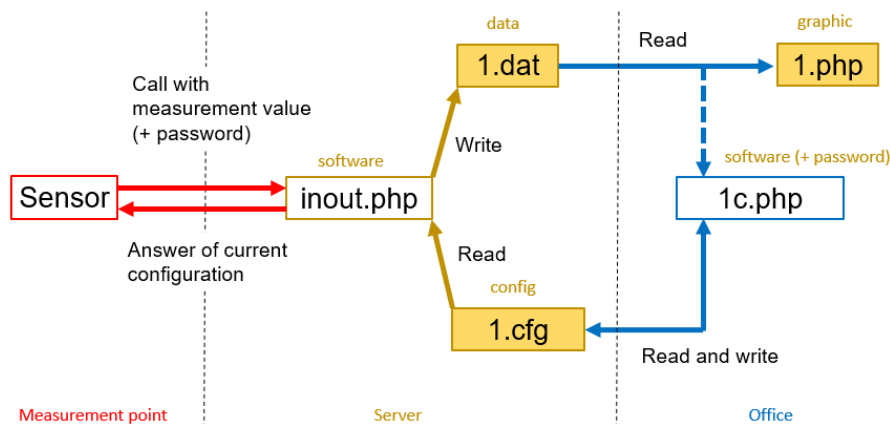 data
graphic
Read
1.dat
1.php
Call with
measurement value
(+ password)
Write
software
software (+ password)
Sensor
inout.php
1c.php
Answer of current
configuration
Read
config
1.cfg
Read and write
Measurement point
Server
Office